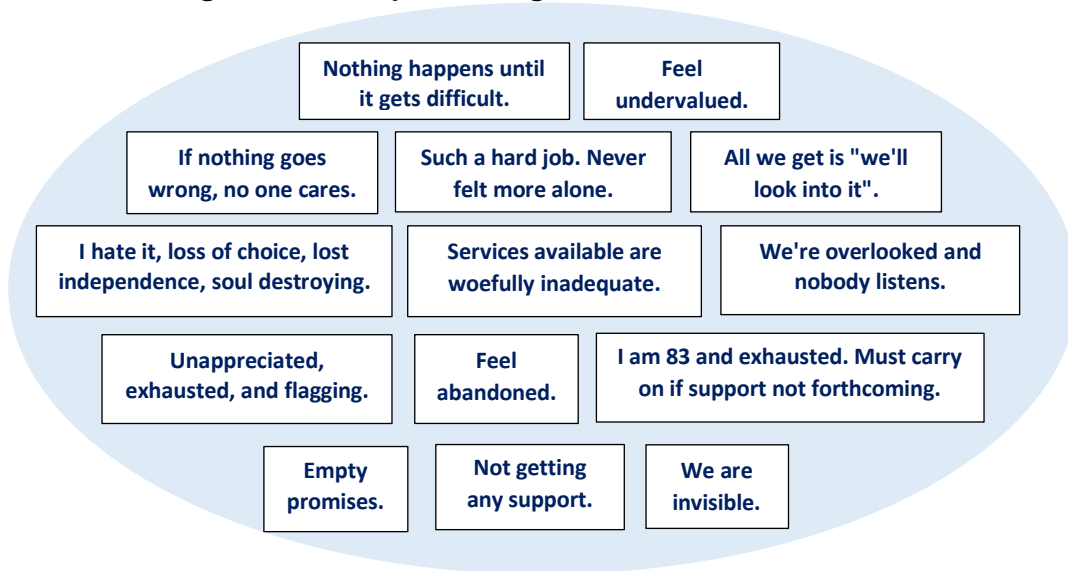 Nothing happens until
it gets difficult.
Feel
undervalued.
If nothing goes
wrong, no one cares.
Such a hard job. Never
felt more alone.
All we get is "we'll
look into it".
I hate it, loss of choice, lost
independence, soul destroying.
Services available are
woefully inadequate.
We're overlooked and
nobody listens.
Unappreciated,
exhausted, and flagging.
Feel
abandoned.
I am 83 and exhausted. Must carry
on if support not forthcoming.
Empty
promises.
Not getting
any support.
We are
invisible.